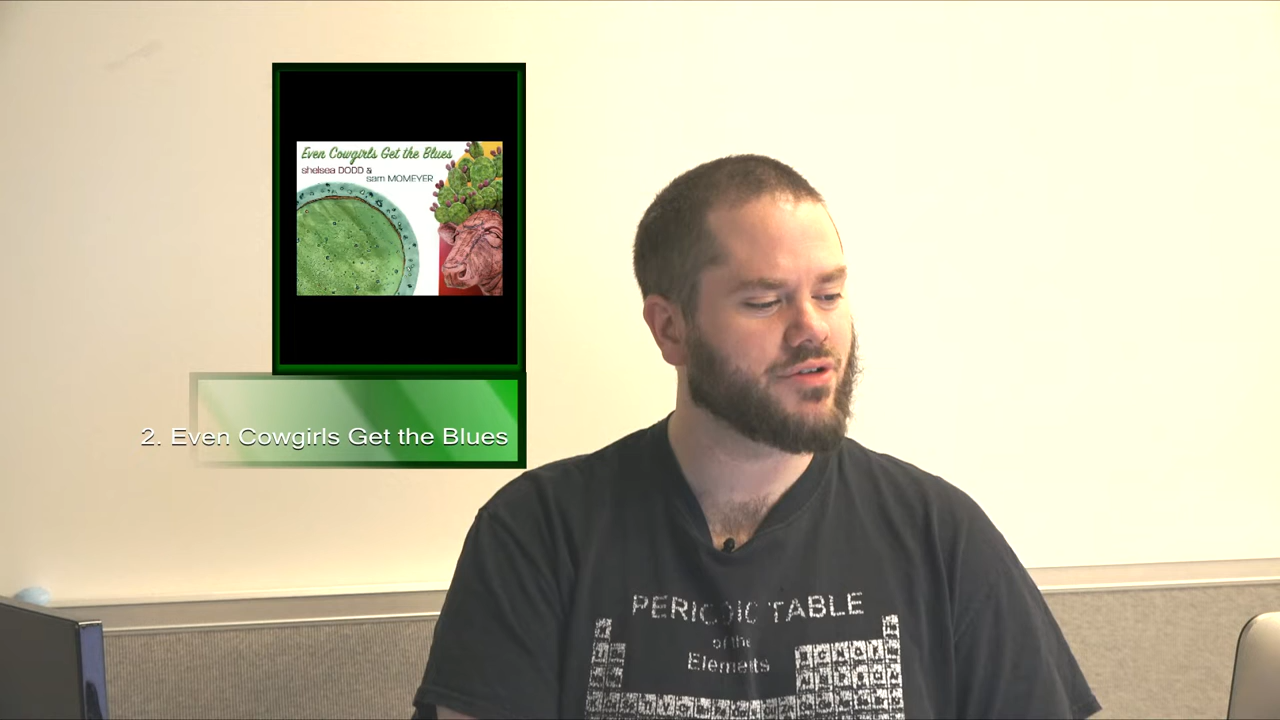 Even Cowgirls Get the Blues
shelsea DODD &
sam MOMEYER
2. Even Cowgirls Get the Blues
PERIODIC TABLE
of the
Elements